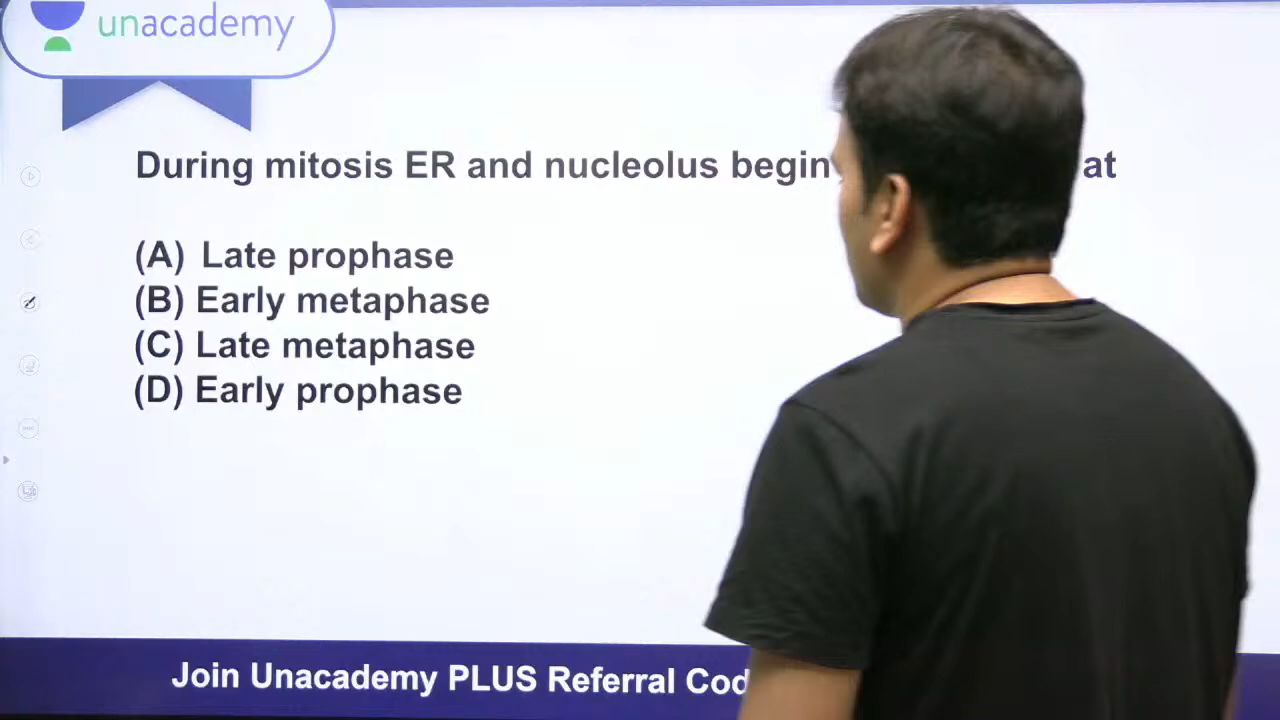 unacademy
During mitosis ER and nucleolus begin at
(A) Late prophase
(B) Early metaphase
(C) Late metaphase
(D) Early prophase
Join Unacademy PLUS Referral